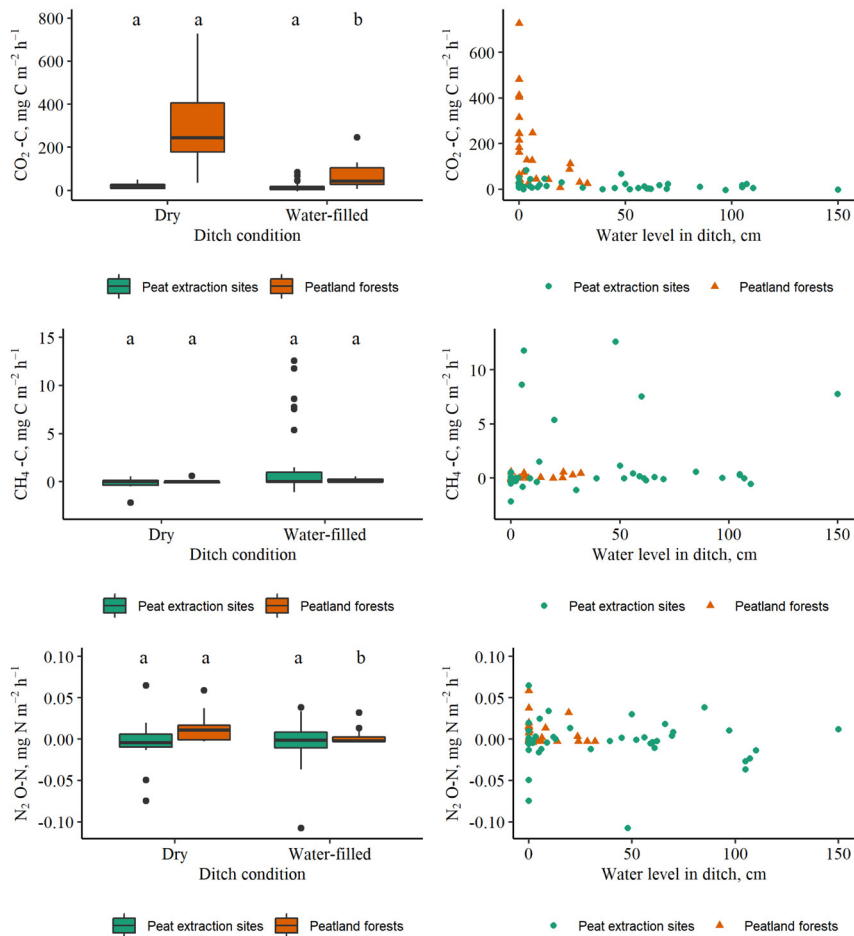 CO₂ -C, mg C m⁻² h⁻¹
800
600
400
200
0
a a a b
Dry Water-filled
Ditch condition
Peat extraction sites Peatland forests
CO₂ -C, mg C m⁻² h⁻¹
600
400
200
0
0 50 100 150
Water level in ditch, cm
Peat extraction sites Peatland forests
CH₄ -C, mg C m⁻² h⁻¹
15
10
5
0
a a a a
Dry Water-filled
Ditch condition
Peat extraction sites Peatland forests
CH₄ -C, mg C m⁻² h⁻¹
10
5
0
0 50 100 150
Water level in ditch, cm
Peat extraction sites Peatland forests
N₂ O-N, mg N m⁻² h⁻¹
0.10
0.05
0.00
-0.05
-0.10
a a a b
Dry Water-filled
Ditch condition
Peat extraction sites Peatland forests
N₂ O-N, mg N m⁻² h⁻¹
0.10
0.05
0.00
-0.05
-0.10
0 50 100 150
Water level in ditch, cm
Peat extraction sites Peatland forests